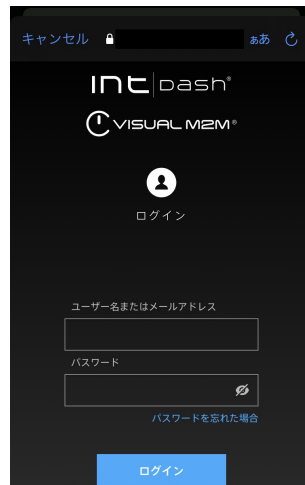 キャンセル ぁあ
intDash®
VISUAL M2M®
ログイン
ユーザー名またはメールアドレス
パスワード
パスワードを忘れた場合
ログイン